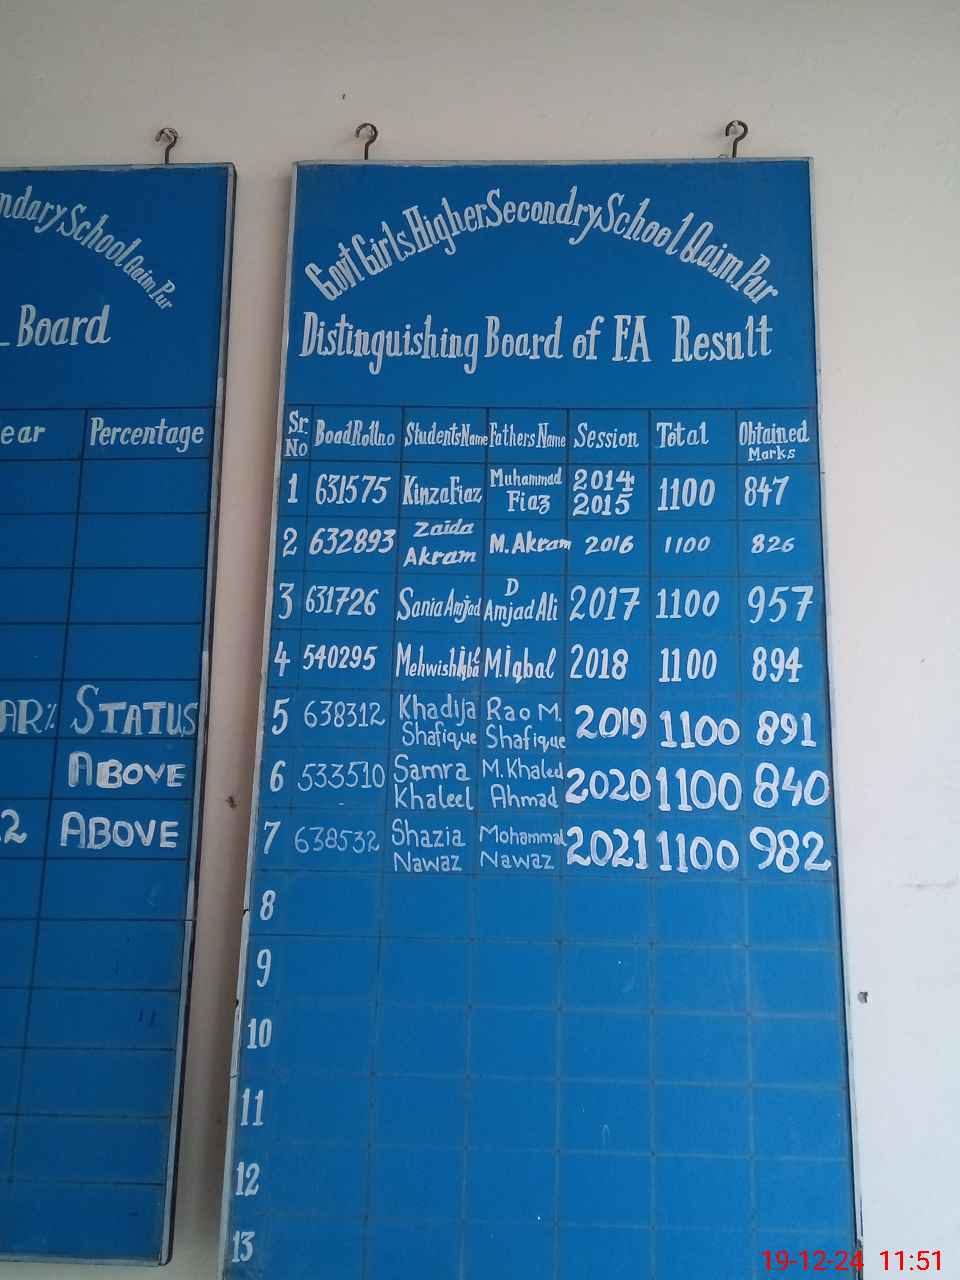 ndary School Qaim Pur
Board
ear Percentage
AR% STATUS
ABOVE
2 ABOVE
Govt Girls Higher Secondry School Qaim Pur
Distinguishing Board of F.A Result
Sr. No Boad Rollno Students Name Fathers Name Session Total Obtained Marks
1 631575 Kinza Fiaz Muhammad Fiaz 2014 2015 1100 847
2 632893 Zaida Akram M. Akram 2016 1100 826
3 631726 Sania Amjad D Amjad Ali 2017 1100 957
4 540295 Mehwish Iqbal M Iqbal 2018 1100 894
5 638312 Khadija Shafique Rao M. Shafique 2019 1100 891
6 533510 Samra Khaleel M. Khaled Ahmad 2020 1100 840
7 638532 Shazia Nawaz Mohammad Nawaz 2021 1100 982
8
9
10
11
12
13
19-12-24 11:51